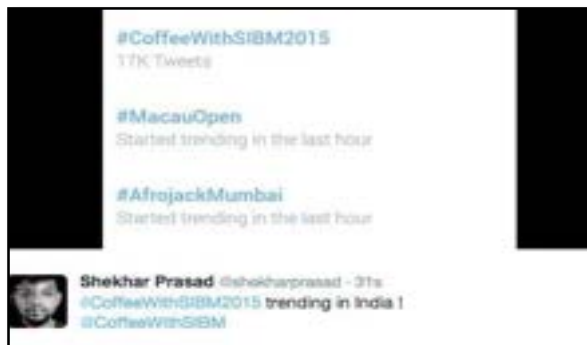 #CoffeeWithSIBM2015
17K Tweets
#MacauOpen
Started trending in the last hour
#AfrojackMumbai
Started trending in the last hour
Shekhar Prasad @shekharprasad - 31s
@CoffeeWithSIBM2015 trending in India !
@CoffeeWithSIBM